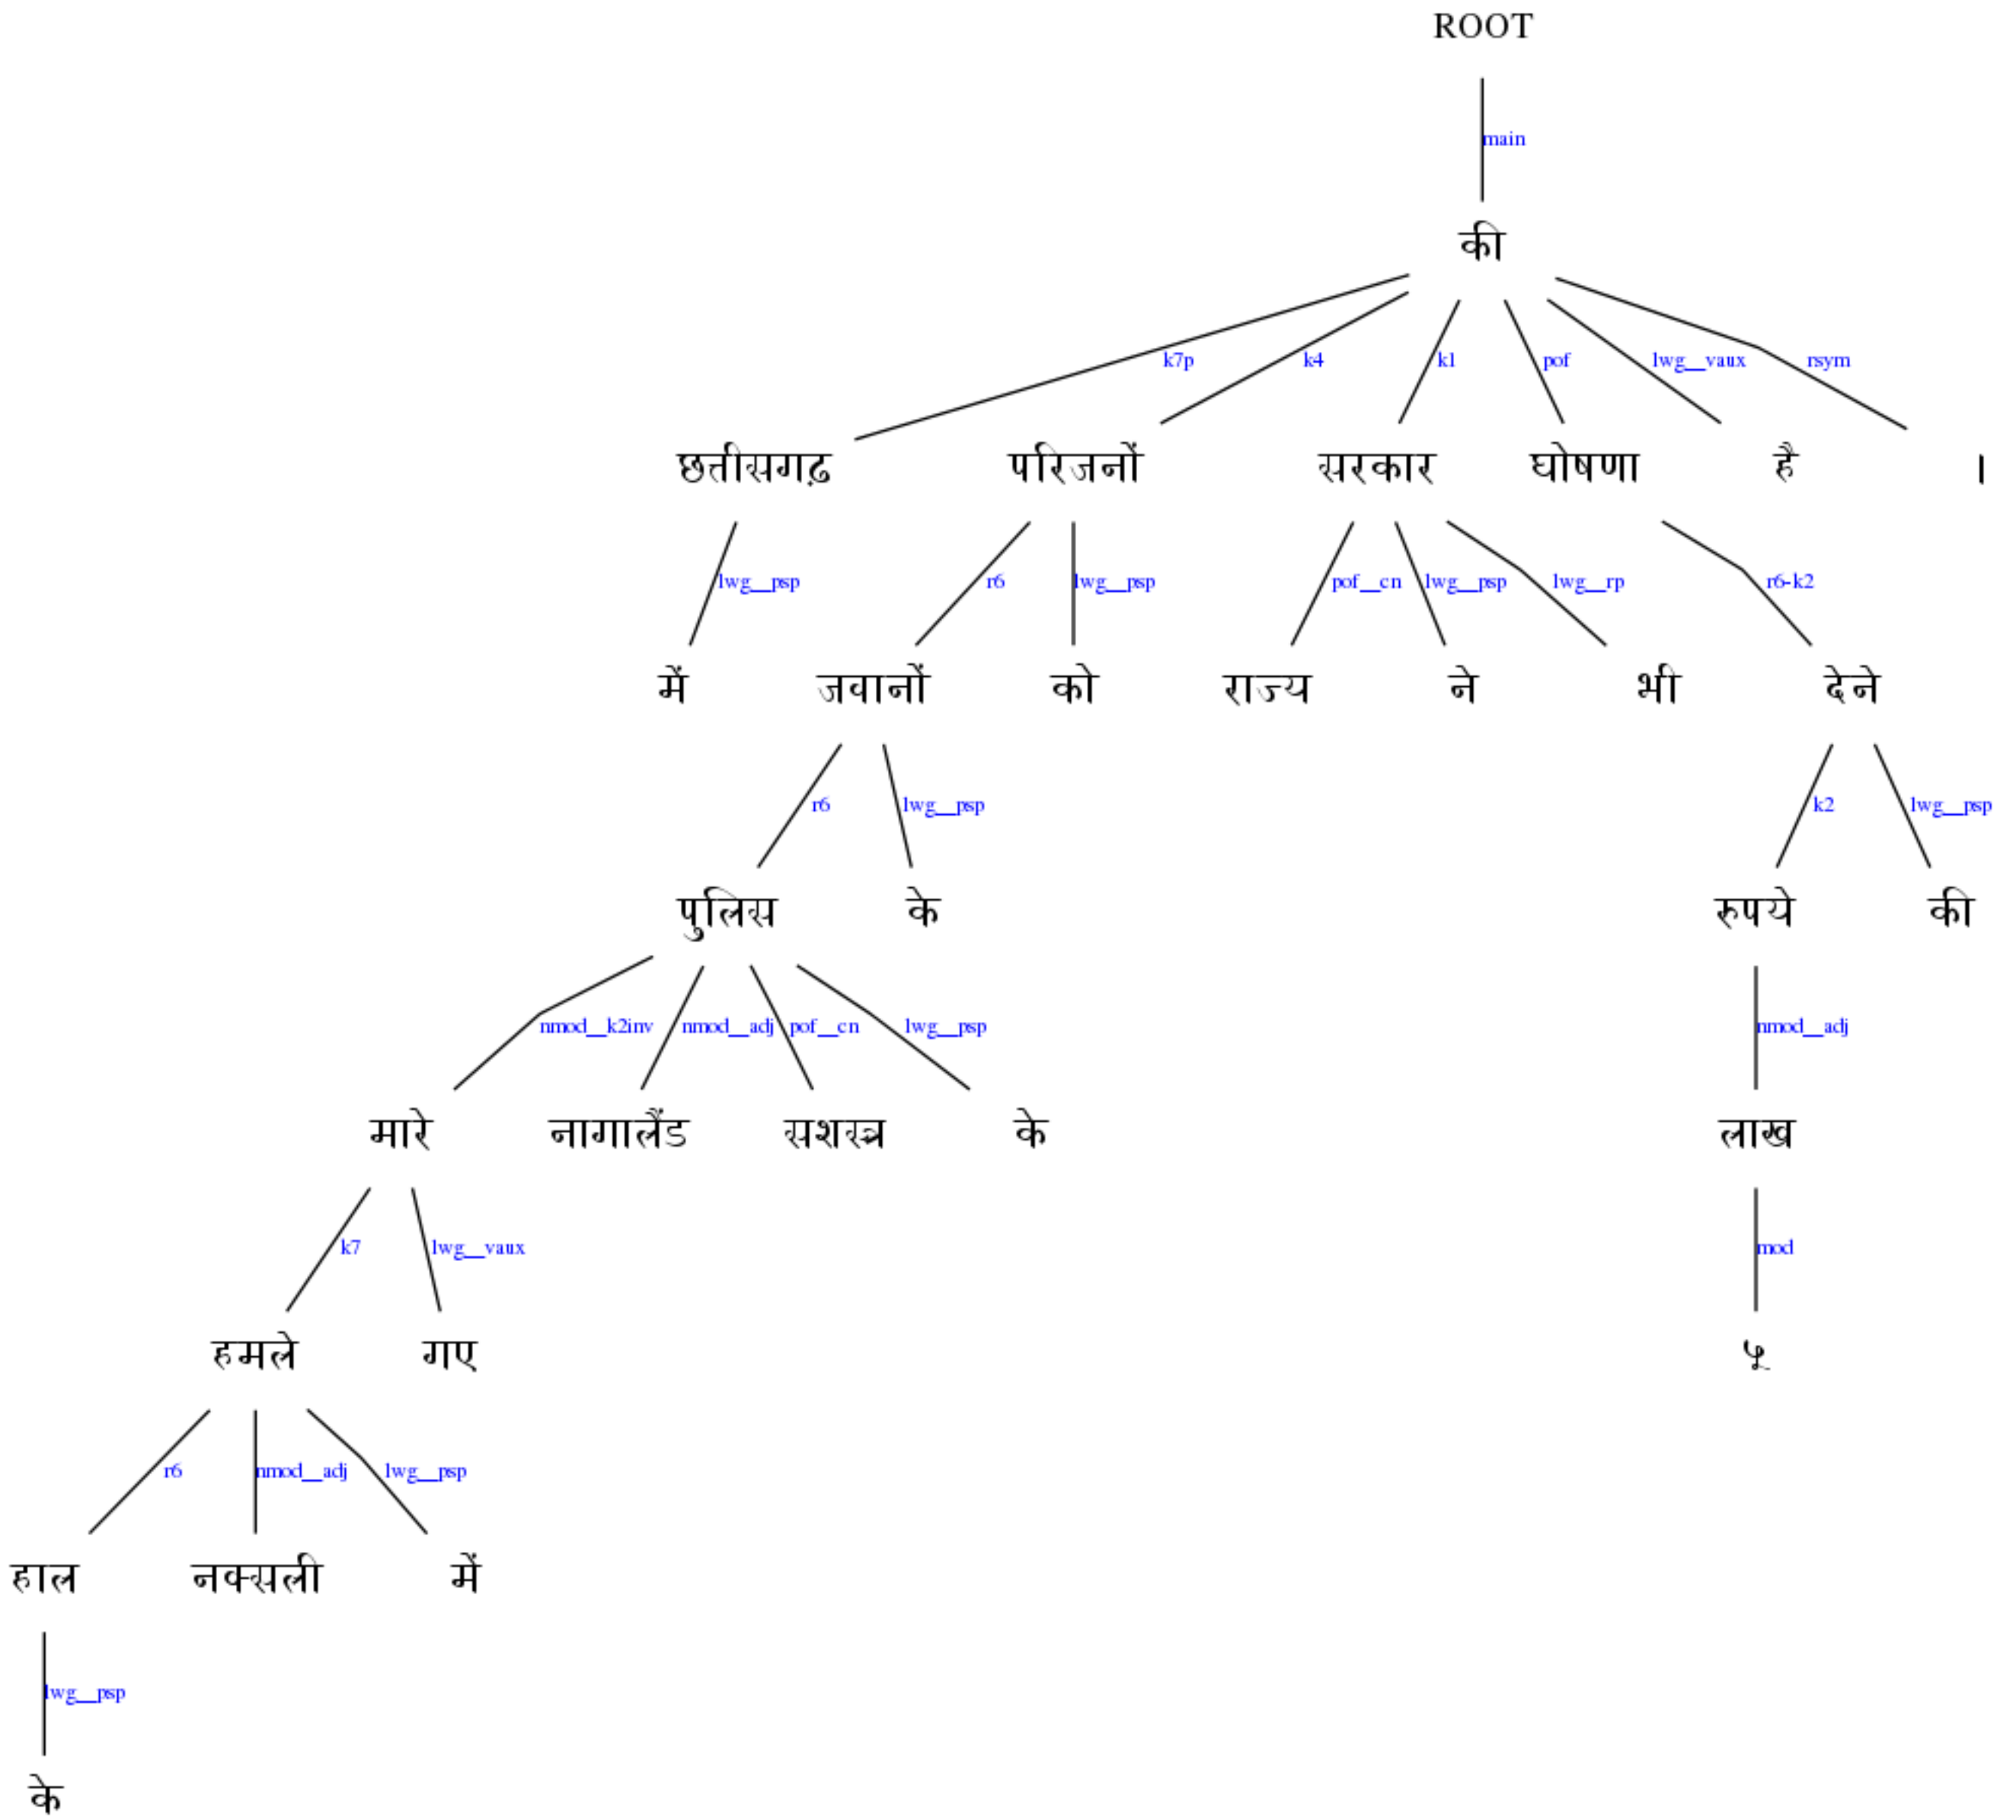 ROOT
main
की
k7p k4 k1 pof lwg__vaux rsym
छत्तीसगढ़ परिजनों सरकार घोषणा है ।
lwg__psp r6 lwg__psp pof__cn lwg__psp lwg__rp r6-k2
में जवानों को राज्य ने भी देने
r6 lwg__psp k2 lwg__psp
पुलिस के रुपये की
nmod__k2inv nmod__adj pof__cn lwg__psp nmod__adj
मारे नागालैंड सशस्त्र के लाख
k7 lwg__vaux mod
हमले गए ५
r6 nmod__adj lwg__psp
हाल नक्सली में
lwg__psp
के